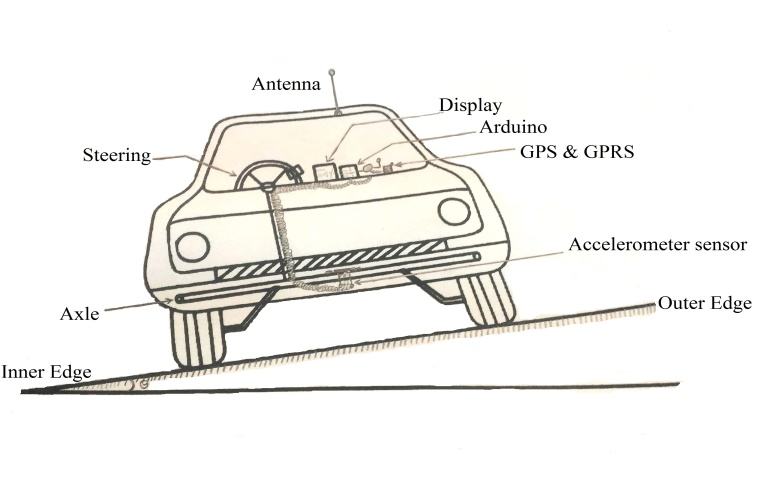 Antenna
Display
Arduino
GPS & GPRS
Steering
Accelerometer sensor
Axle
Outer Edge
Inner Edge